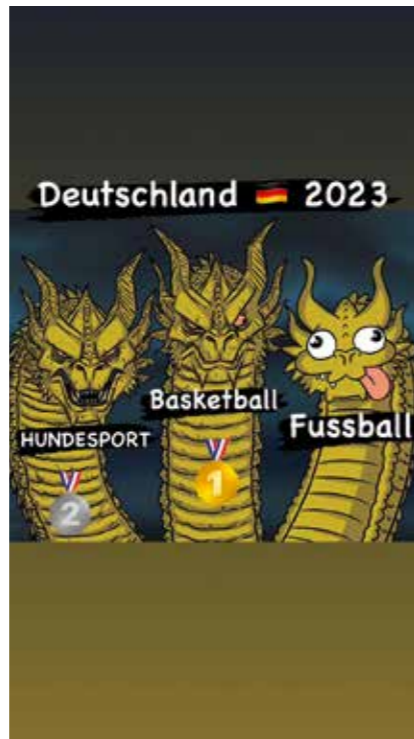 Deutschland 🇩🇪 2023
HUNDESPORT
Basketball
Fussball
2
1